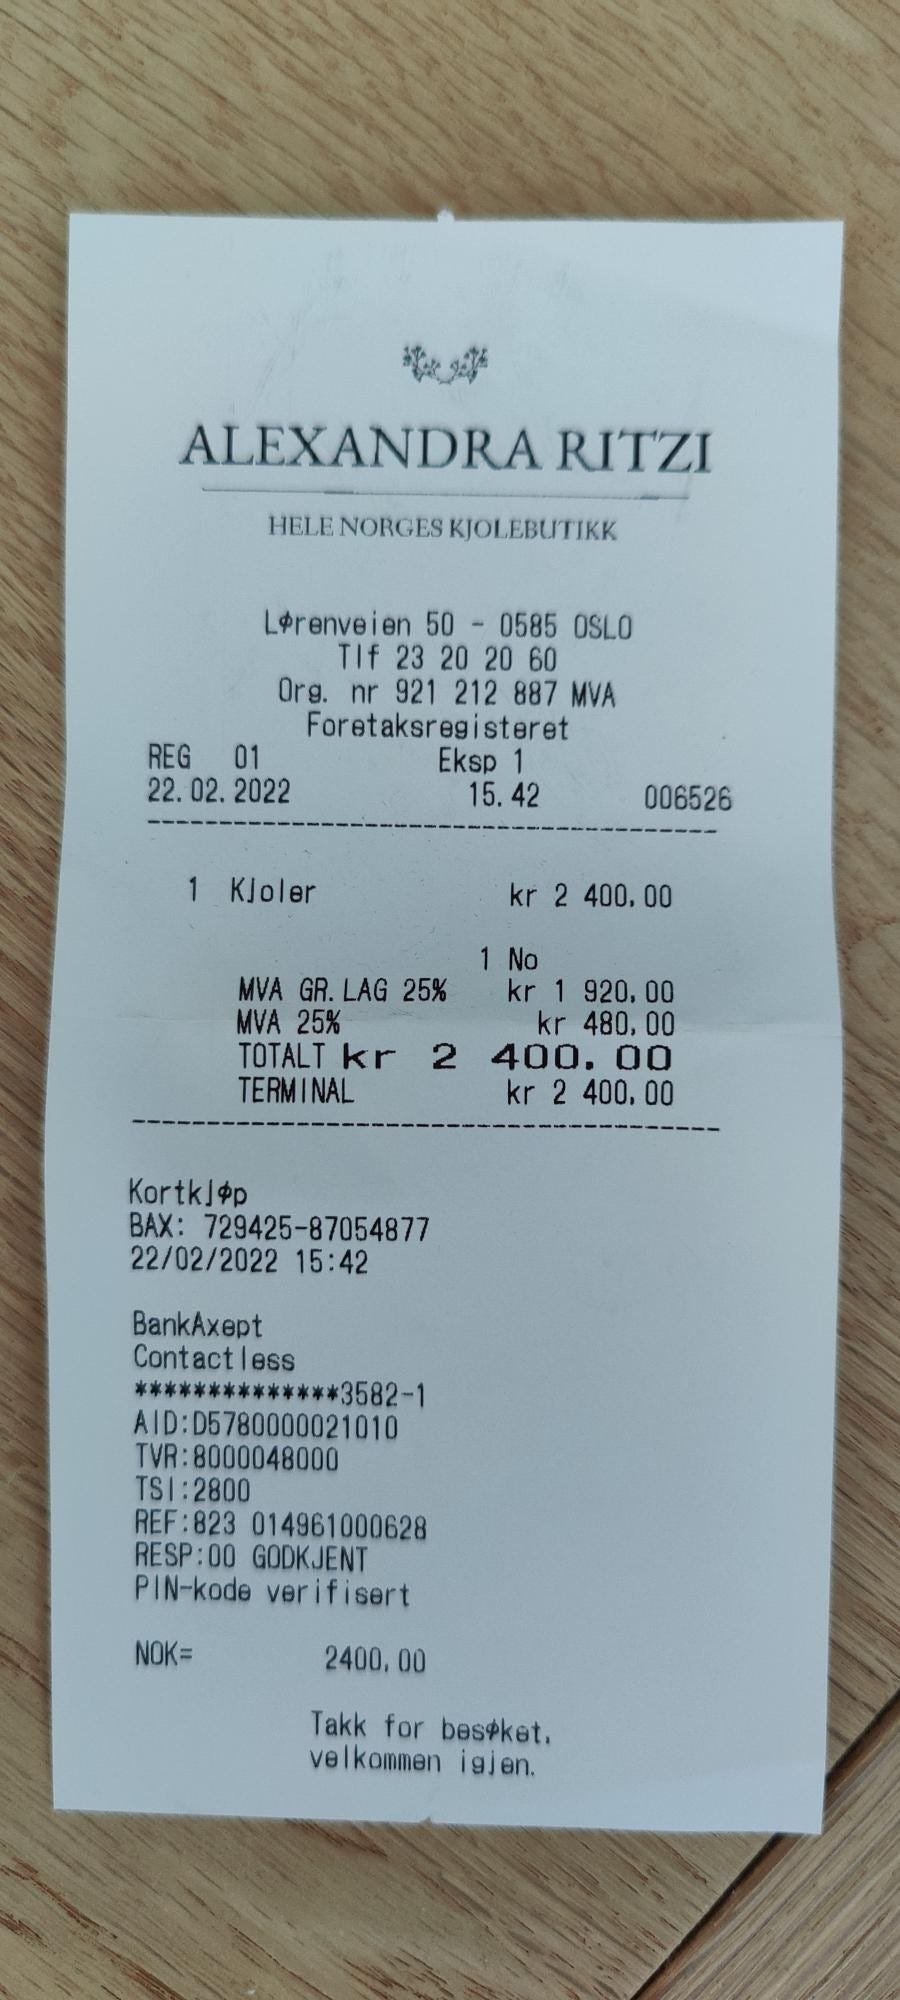 ALEXANDRA RITZI
HELE NORGES KJOLEBUTIKK
Lørenveien 50 - 0585 OSLO
Tlf 23 20 20 60
Org. nr 921 212 887 MVA
Foretaksregisteret
REG 01 Eksp 1
22.02.2022 15.42 006526
1 Kjoler kr 2 400,00
1 No
MVA GR.LAG 25% kr 1 920,00
MVA 25% kr 480,00
TOTALT kr 2 400.00
TERMINAL kr 2 400,00
Kortkjøp
BAX: 729425-87054877
22/02/2022 15:42
BankAxept
Contactless
**************3582-1
AID:D5780000021010
TVR:8000048000
TSI:2800
REF:823 014961000628
RESP:00 GODKJENT
PIN-kode verifisert
NOK= 2400,00
Takk for besøket,
velkommen igjen.